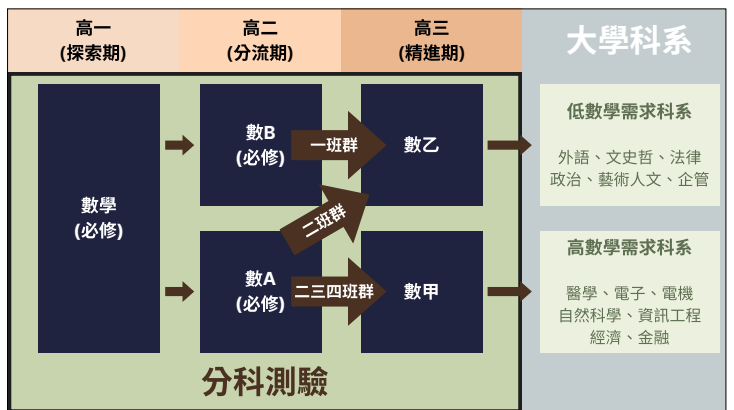 高一
(探索期)
高二
(分流期)
高三
(精進期)
大學科系
數學
(必修)
數B
(必修)
一班群
數乙
低數學需求科系
外語、文史哲、法律
政治、藝術人文、企管
二班群
數A
(必修)
二三四班群
數甲
高數學需求科系
醫學、電子、電機
自然科學、資訊工程
經濟、金融
分科測驗